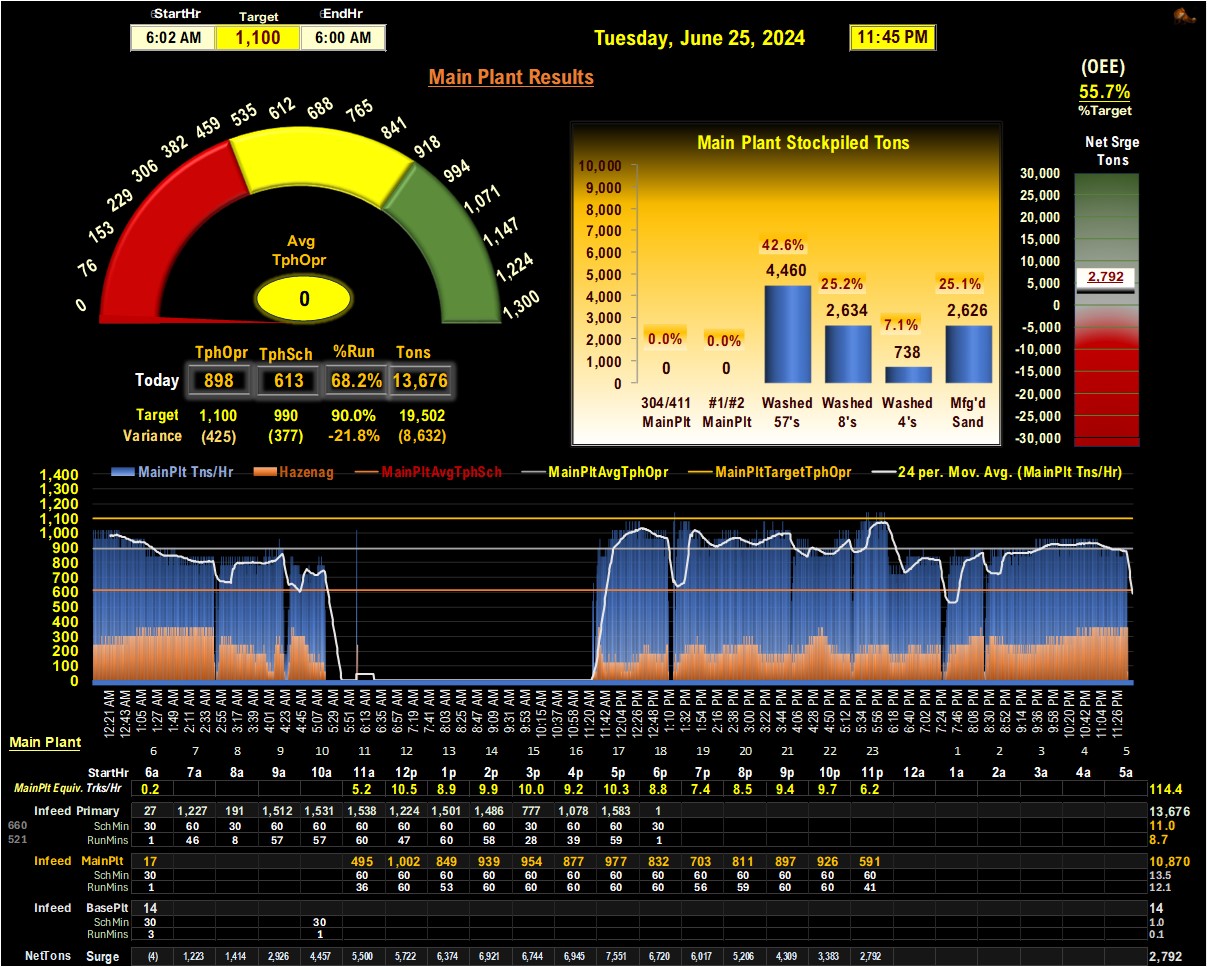 StartHr Target EndHr
6:02 AM 1,100 6:00 AM
Tuesday, June 25, 2024 11:45 PM
Main Plant Results
(OEE)
55.7%
%Target
0 76 153 229 306 382 459 535 612 688 765 841 918 994 1,071 1,147 1,224 1,300
Avg
TphOpr
0
TphOpr TphSch %Run Tons
Today 898 613 68.2% 13,676
Target 1,100 990 90.0% 19,502
Variance (425) (377) -21.8% (8,632)
Main Plant Stockpiled Tons
10,000
9,000
8,000
7,000
6,000
5,000
4,000
3,000
2,000
1,000
0
0.0% 0.0% 42.6% 25.2% 7.1% 25.1%
0 0 4,460 2,634 738 2,626
304/411 #1/#2 Washed Washed Washed Mfg'd
MainPlt MainPlt 57's 8's 4's Sand
Net Srge
Tons
30,000
25,000
20,000
15,000
10,000
5,000
0
-5,000
-10,000
-15,000
-20,000
-25,000
-30,000
2,792
MainPlt Tns/Hr Hazenag MainPltAvgTphSch MainPltAvgTphOpr MainPltTargetTphOpr 24 per. Mov. Avg. (MainPlt Tns/Hr)
1,400
1,300
1,200
1,100
1,000
900
800
700
600
500
400
300
200
100
0
12:21 AM 12:43 AM 1:05 AM 1:27 AM 1:49 AM 2:11 AM 2:33 AM 2:55 AM 3:17 AM 3:39 AM 4:01 AM 4:23 AM 4:45 AM 5:07 AM 5:29 AM 5:51 AM 6:13 AM 6:35 AM 6:57 AM 7:19 AM 7:41 AM 8:03 AM 8:25 AM 8:47 AM 9:09 AM 9:31 AM 9:53 AM 10:15 AM 10:37 AM 10:58 AM 11:20 AM 11:42 AM 12:04 PM 12:26 PM 12:48 PM 1:10 PM 1:32 PM 1:54 PM 2:16 PM 2:38 PM 3:00 PM 3:22 PM 3:44 PM 4:06 PM 4:28 PM 4:50 PM 5:12 PM 5:34 PM 5:56 PM 6:18 PM 6:40 PM 7:02 PM 7:24 PM 7:46 PM 8:08 PM 8:30 PM 9:14 PM 9:36 PM 9:58 PM 10:20 PM 10:42 PM 11:04 PM 11:26 PM
Main Plant
6 7 8 9 10 11 12 13 14 15 16 17 18 19 20 21 22 23 1 2 3 4 5
StartHr 6a 7a 8a 9a 10a 11a 12p 1p 2p 3p 4p 5p 6p 7p 8p 9p 10p 11p 12a 1a 2a 3a 4a 5a
MainPlt Equiv. Trks/Hr 0.2 5.2 10.5 8.9 9.9 10.0 9.2 10.3 8.8 7.4 8.5 9.4 9.7 6.2 114.4
Infeed Primary 27 1,227 191 1,512 1,531 1,538 1,224 1,501 1,486 777 1,078 1,583 1 13,676
660 SchMin 30 60 30 60 60 60 60 60 60 30 60 60 30 11.0
521 RunMins 1 46 8 57 57 60 47 60 58 28 39 59 1 8.7
Infeed MainPlt 17 495 1,002 849 939 954 877 977 832 703 811 897 926 591 10,870
SchMin 30 60 60 60 60 60 60 60 60 60 60 60 60 60 13.5
RunMins 1 36 60 53 60 60 60 60 60 56 59 60 60 41 12.1
Infeed BasePlt 14 14
SchMin 30 30 1.0
RunMins 3 1 0.1
NetTons Surge (4) 1,223 1,414 2,926 4,457 5,500 5,722 6,374 6,921 6,744 6,945 7,551 6,720 6,017 5,206 4,309 3,383 2,792 2,792